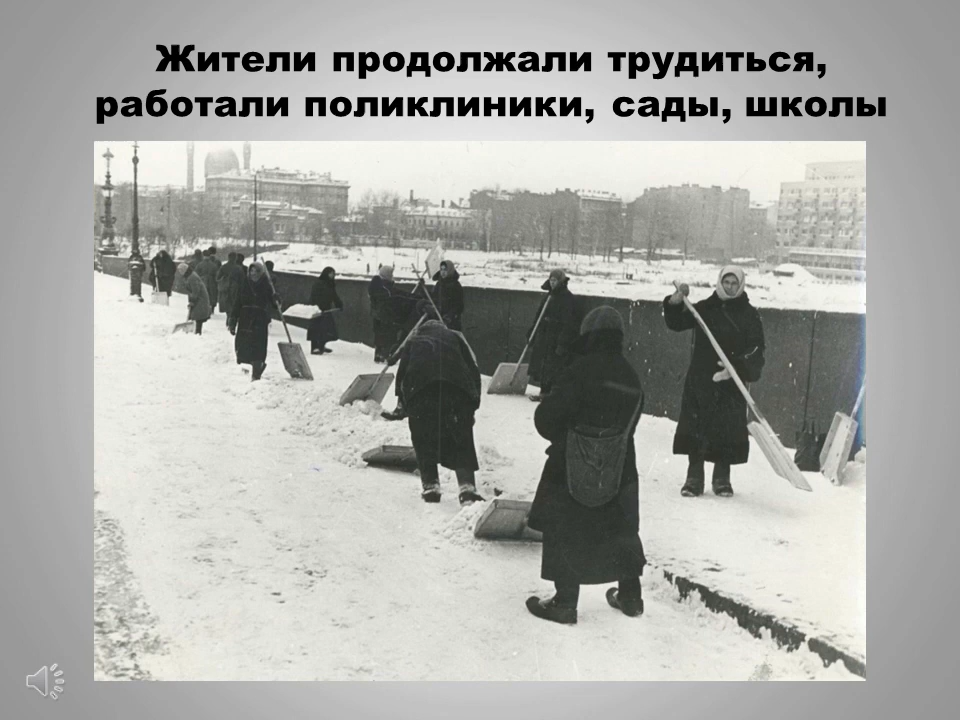 Жители продолжали трудиться,
работали поликлиники, сады, школы